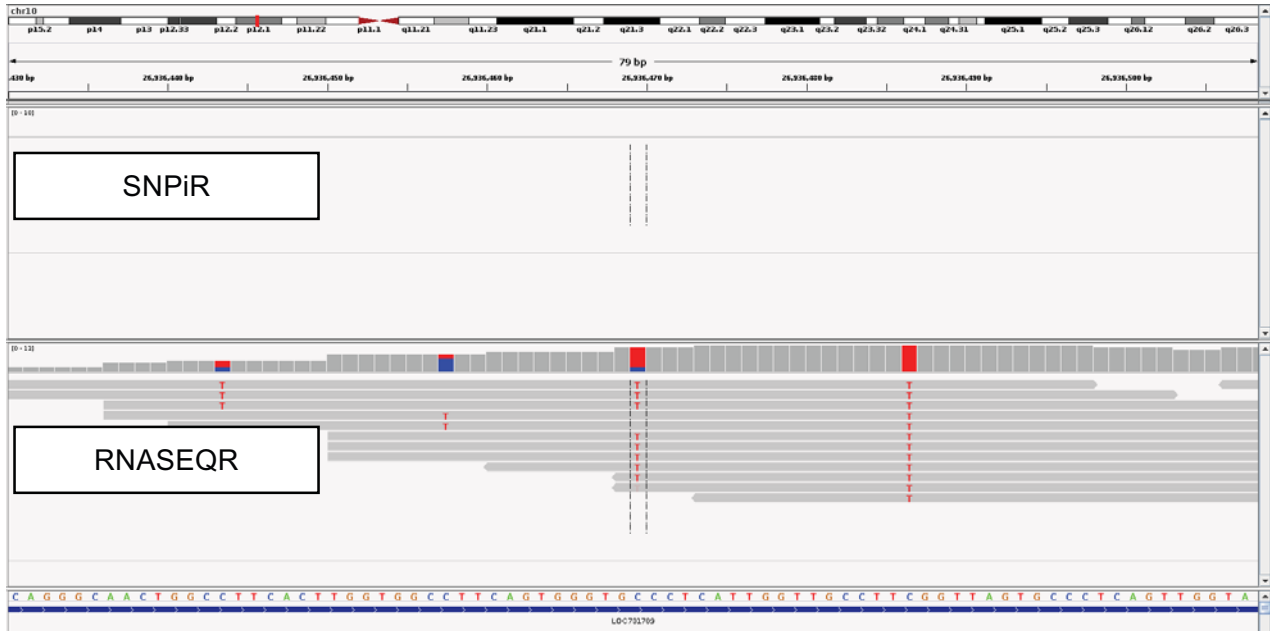 chr10
p15.2 p14 p13 p12.33 p12.2 p12.1 p11.22 p11.1 q11.21 q11.23 q21.1 q21.2 q21.3 q22.1 q22.2 q22.3 q23.1 q23.2 q23.32 q24.1 q24.31 q25.1 q25.2 q25.3 q26.12 q26.2 q26.3
79 bp
430 bp 26,936,440 bp 26,936,450 bp 26,936,460 bp 26,936,470 bp 26,936,480 bp 26,936,490 bp 26,936,500 bp
[0 - 10]
SNPiR
T T
T T T
T T T
T T
T T
T T
T T
T T
T T
T T
T
T
RNASEQR
C A G G G C A A C T G G C C T T C A C T T G G T G G C C T T C A G T G G G T G C C C T C A T T G G T T G C C T T C G G T T A G T G C C C T C A G T T G G T A